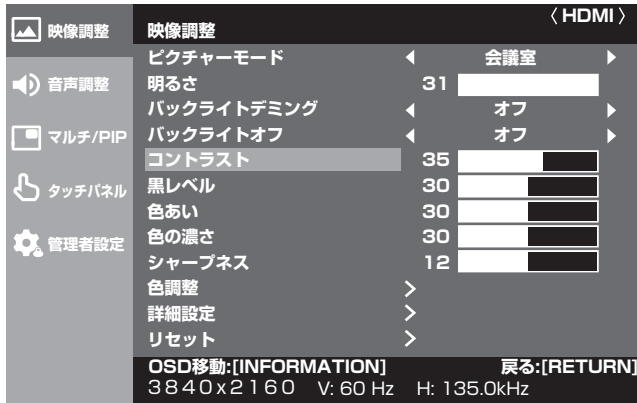 〈 HDMI 〉
映像調整
映像調整
音声調整
マルチ/PIP
タッチパネル
管理者設定
ピクチャーモード 会議室
明るさ 31
バックライトデミング オフ
バックライトオフ オフ
コントラスト 35
黒レベル 30
色あい 30
色の濃さ 30
シャープネス 12
色調整 >
詳細設定 >
リセット >
OSD移動:[INFORMATION] 戻る:[RETURN]
3840x2160 V: 60 Hz H: 135.0kHz